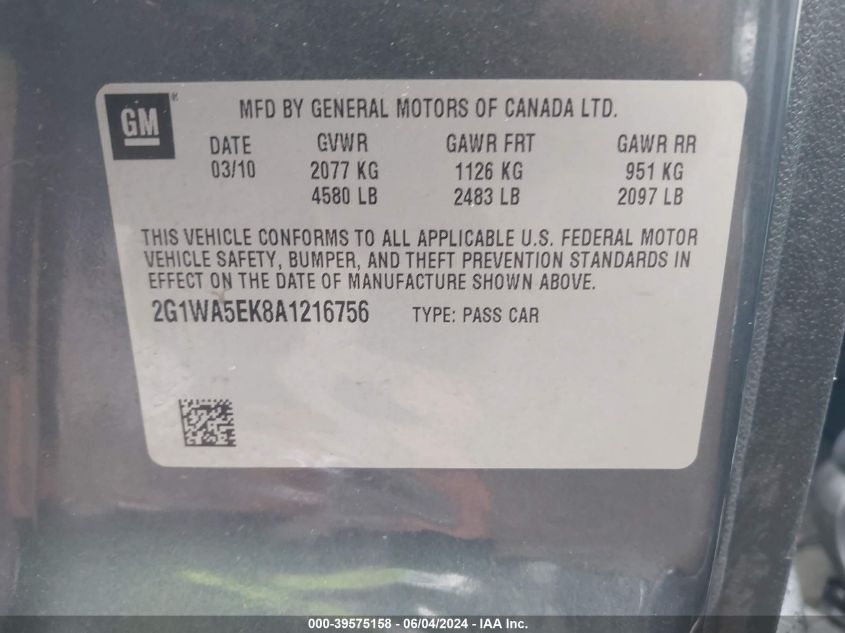 GM®
MFD BY GENERAL MOTORS OF CANADA LTD.
DATE GVWR GAWR FRT GAWR RR
03/10 2077 KG 1126 KG 951 KG
4580 LB 2483 LB 2097 LB
THIS VEHICLE CONFORMS TO ALL APPLICABLE U.S. FEDERAL MOTOR
VEHICLE SAFETY, BUMPER, AND THEFT PREVENTION STANDARDS IN
EFFECT ON THE DATE OF MANUFACTURE SHOWN ABOVE.
2G1WA5EK8A1216756 TYPE: PASS CAR
000-39575158 - 06/04/2024 - IAA Inc.